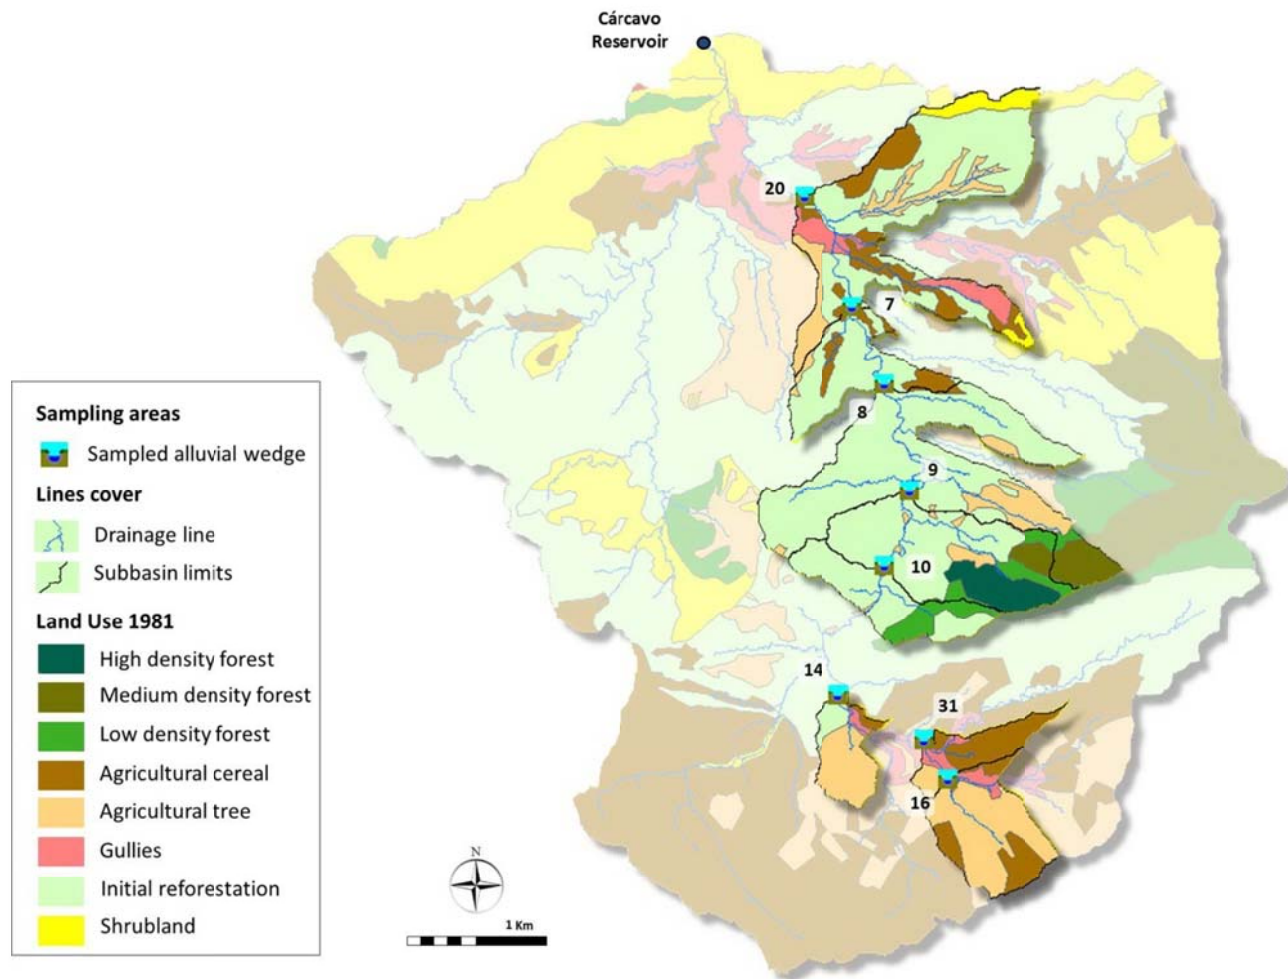 Cárcavo
Reservoir
20
7
8
9
10
14
31
16
Sampling areas
Sampled alluvial wedge
Lines cover
Drainage line
Subbasin limits
Land Use 1981
High density forest
Medium density forest
Low density forest
Agricultural cereal
Agricultural tree
Gullies
Initial reforestation
Shrubland
N
1 Km